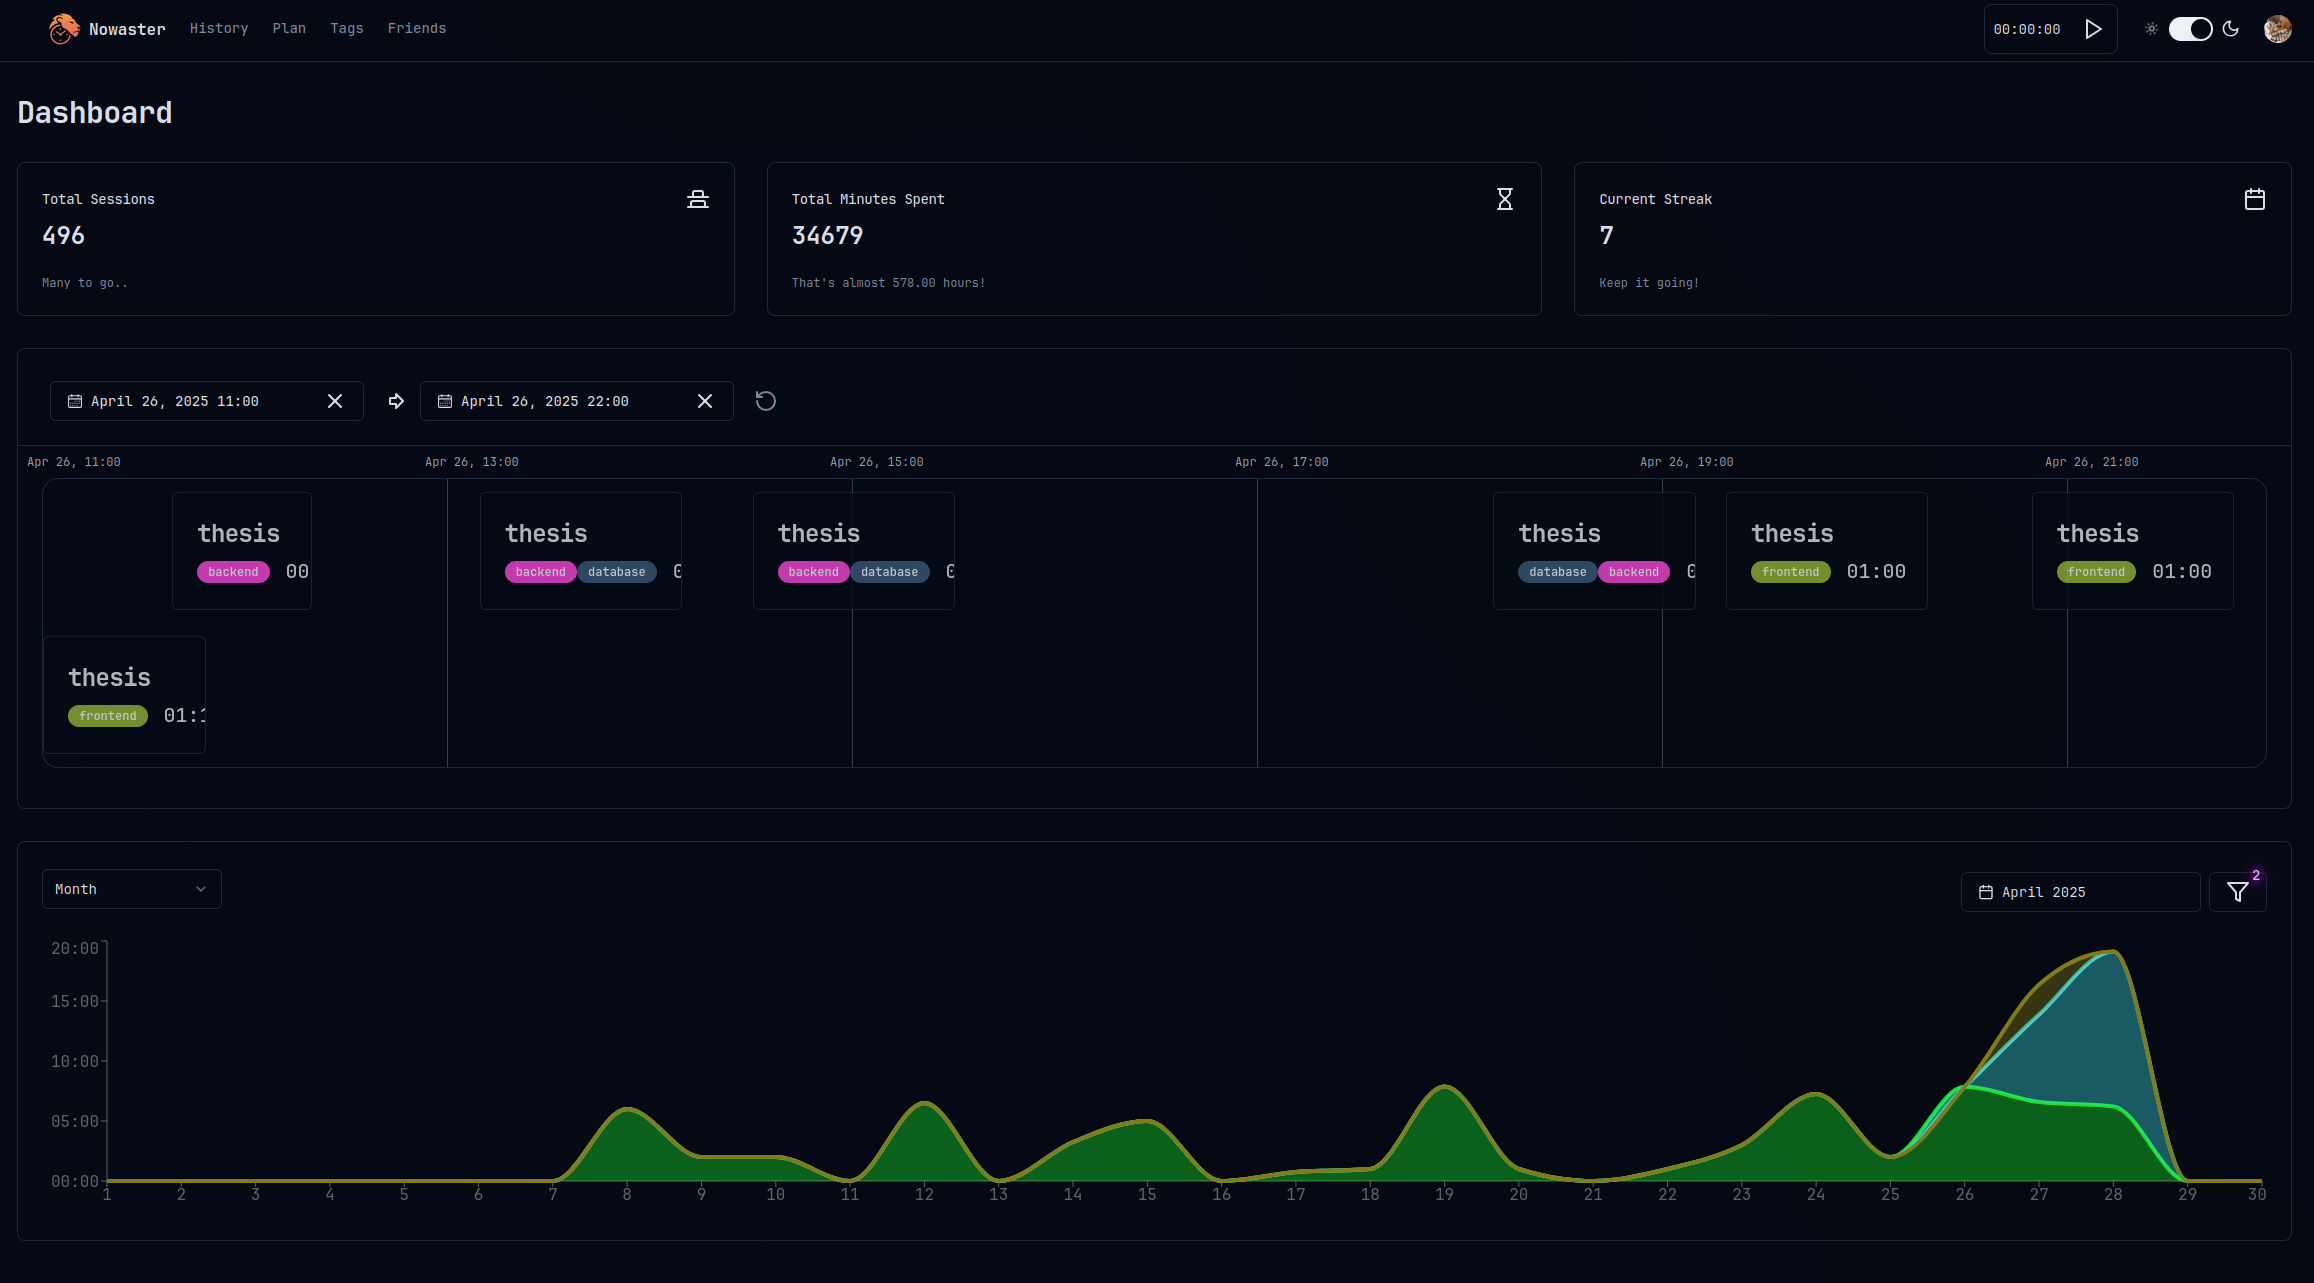 Nowaster History Plan Tags Friends 00:00:00
Dashboard
Total Sessions
496
Many to go..
Total Minutes Spent
34679
That's almost 578.00 hours!
Current Streak
7
Keep it going!
April 26, 2025 11:00 April 26, 2025 22:00
Apr 26, 11:00 Apr 26, 13:00 Apr 26, 15:00 Apr 26, 17:00 Apr 26, 19:00 Apr 26, 21:00
thesis thesis thesis thesis thesis thesis
backend 00 backend database 0 backend database 0 database backend 0 frontend 01:00 frontend 01:00
thesis
frontend 01:1
Month April 2025 2
20:00
15:00
10:00
05:00
00:00
1 2 3 4 5 6 7 8 9 10 11 12 13 14 15 16 17 18 19 20 21 22 23 24 25 26 27 28 29 30